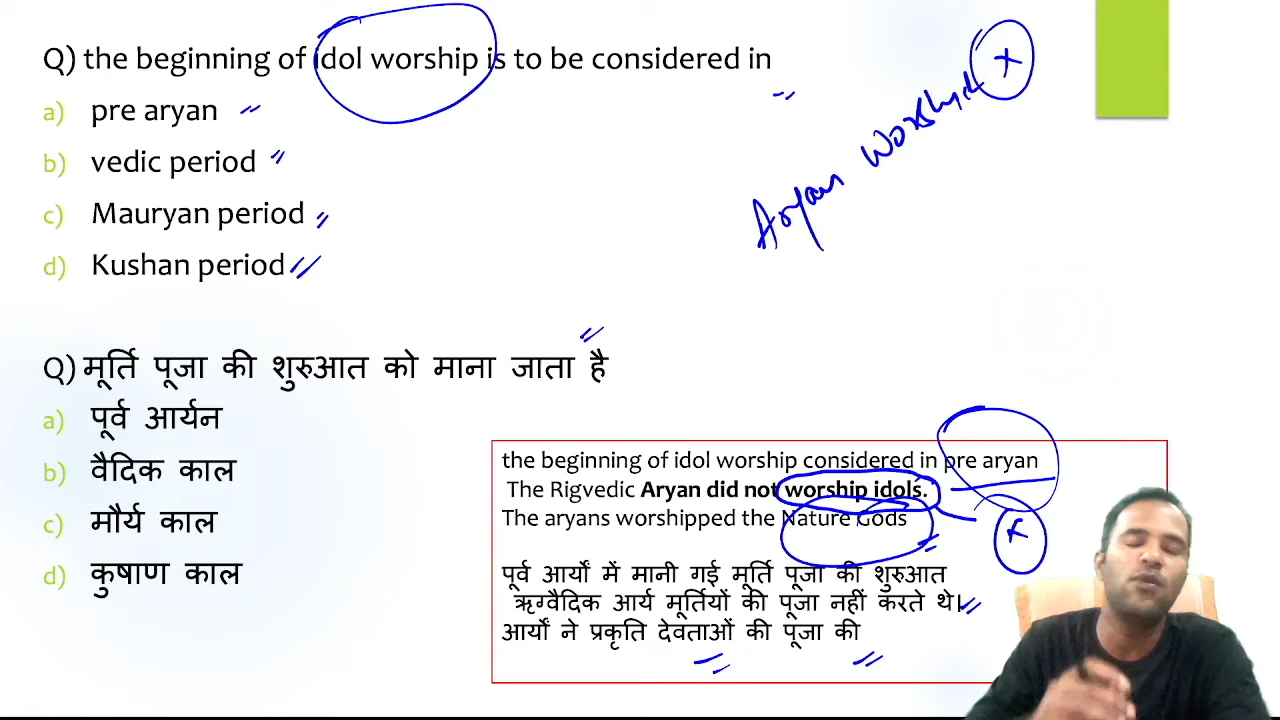 Q) the beginning of idol worship is to be considered in
a) pre aryan
b) vedic period
c) Mauryan period
d) Kushan period
Aryan Worship x
Q) मूर्ति पूजा की शुरुआत को माना जाता है
a) पूर्व आर्यन
b) वैदिक काल
c) मौर्य काल
d) कुषाण काल
the beginning of idol worship considered in pre aryan
The Rigvedic Aryan did not worship idols.
The aryans worshipped the Nature Gods
x
पूर्व आर्यों में मानी गई मूर्ति पूजा की शुरुआत
ऋग्वैदिक आर्य मूर्तियों की पूजा नहीं करते थे।
आर्यों ने प्रकृति देवताओं की पूजा की